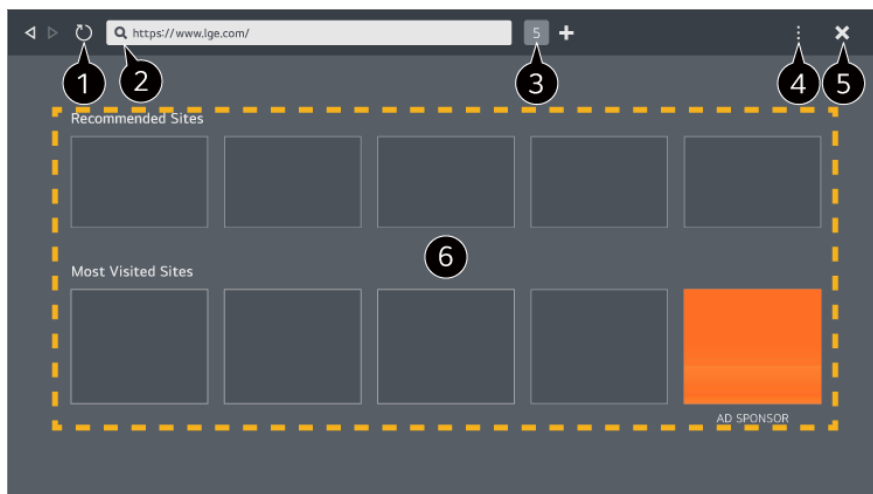 https://www.lge.com/ 5
1 2 3 4 5
Recommended Sites
6
Most Visited Sites
AD SPONSOR